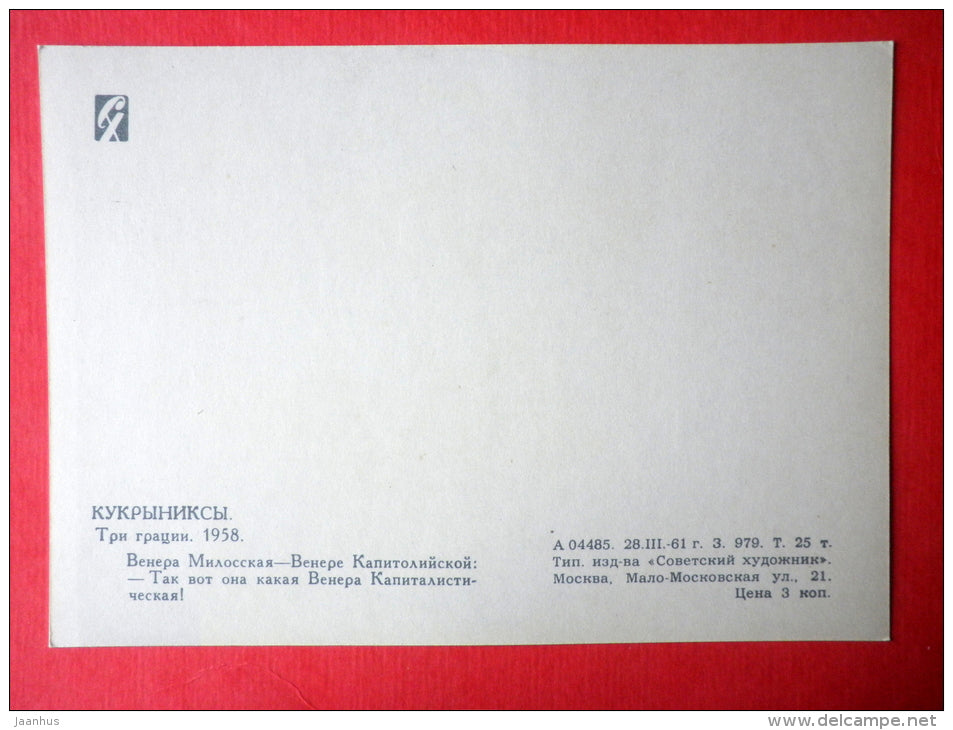 СХ
КУКРЫНИКСЫ.
Три грации. 1958.
Венера Милосская—Венере Капитолийской:
— Так вот она какая Венера Капиталисти-
ческая!
А 04485. 28.III.-61 г. З. 979. Т. 25 т.
Тип. изд-ва «Советский художник».
Москва, Мало-Московская ул., 21.
Цена 3 коп.
jaanhus
www.delcampe.net